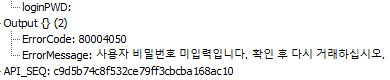 loginPWD:
Output {} (2)
ErrorCode: 80004050
ErrorMessage: 사용자 비밀번호 미입력입니다. 확인 후 다시 거래하십시오.
API_SEQ: c9d5b74c8f532ce79ff3cbcba168ac10